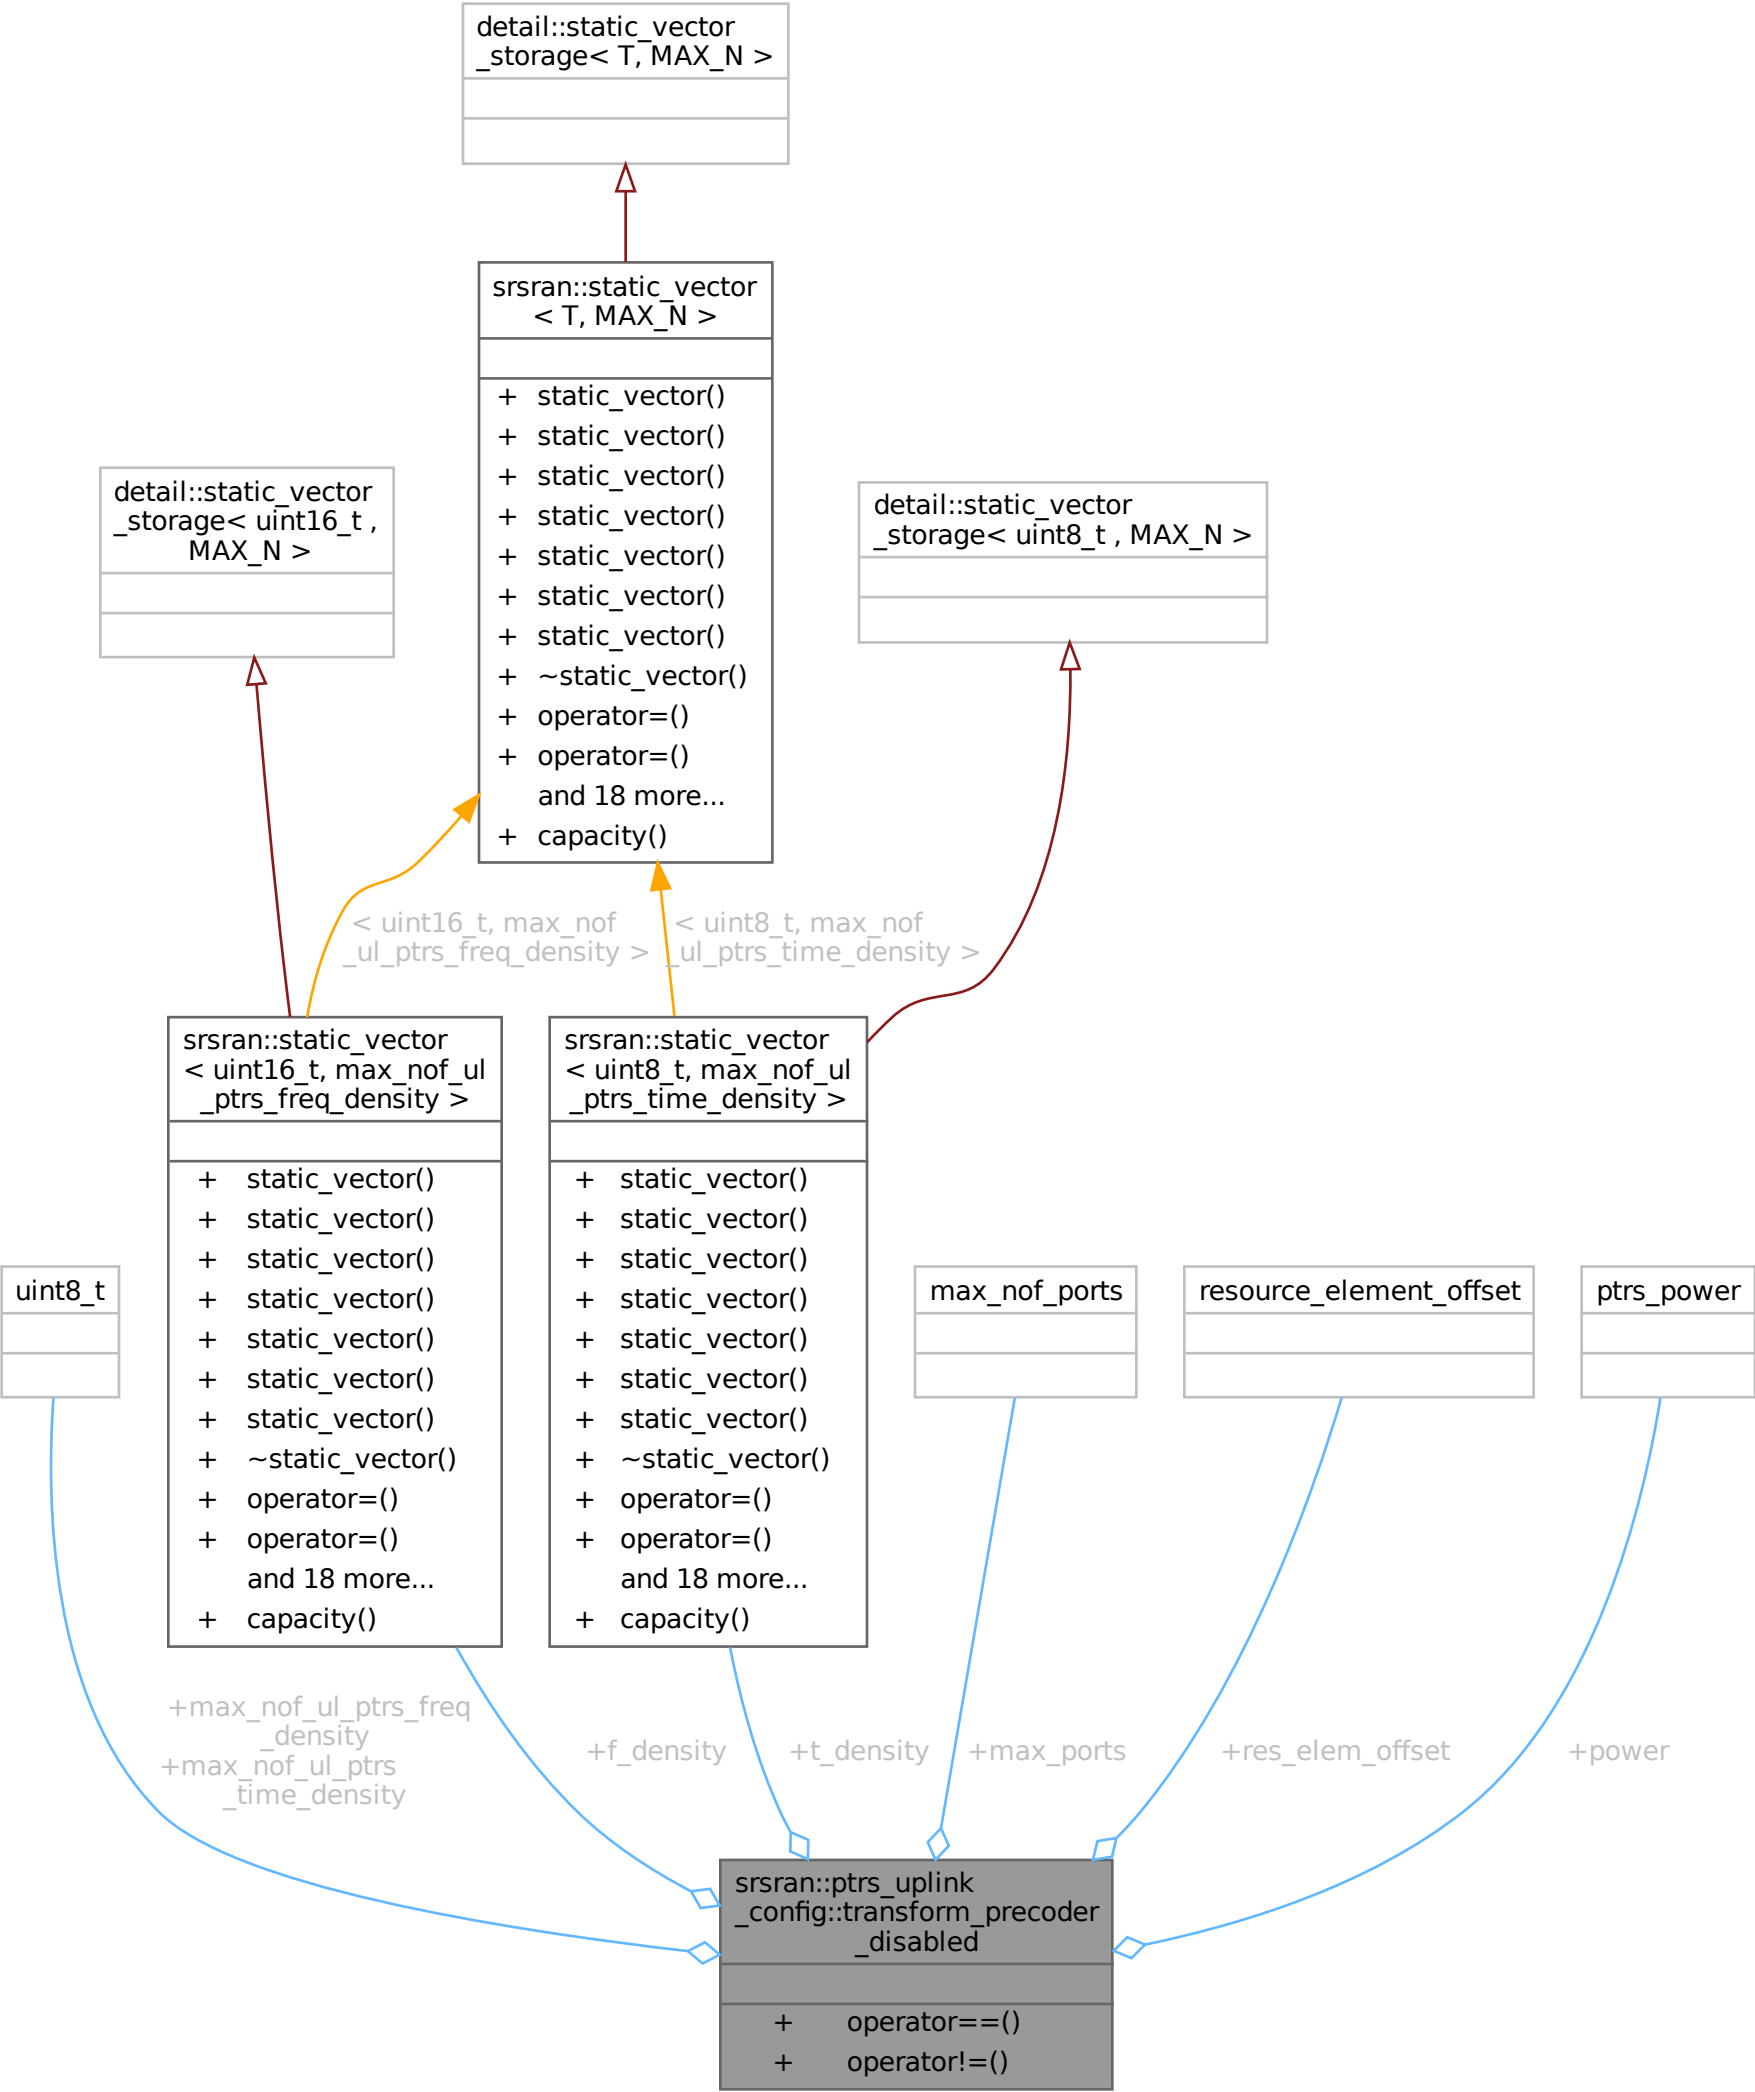 detail::static_vector
_storage< T, MAX_N >
srsran::static_vector
< T, MAX_N >
+ static_vector()
+ static_vector()
+ static_vector()
+ static_vector()
+ static_vector()
+ static_vector()
+ static_vector()
+ ~static_vector()
+ operator=()
+ operator=()
and 18 more...
+ capacity()
detail::static_vector
_storage< uint16_t ,
MAX_N >
detail::static_vector
_storage< uint8_t , MAX_N >
< uint16_t, max_nof
_ul_ptrs_freq_density >
< uint8_t, max_nof
_ul_ptrs_time_density >
srsran::static_vector
< uint16_t, max_nof_ul
_ptrs_freq_density >
+ static_vector()
+ static_vector()
+ static_vector()
+ static_vector()
+ static_vector()
+ static_vector()
+ static_vector()
+ ~static_vector()
+ operator=()
+ operator=()
and 18 more...
+ capacity()
srsran::static_vector
< uint8_t, max_nof_ul
_ptrs_time_density >
+ static_vector()
+ static_vector()
+ static_vector()
+ static_vector()
+ static_vector()
+ static_vector()
+ static_vector()
+ ~static_vector()
+ operator=()
+ operator=()
and 18 more...
+ capacity()
uint8_t
max_nof_ports
resource_element_offset
ptrs_power
+max_nof_ul_ptrs_freq
_density
+max_nof_ul_ptrs
_time_density
+f_density
+t_density
+max_ports
+res_elem_offset
+power
srsran::ptrs_uplink
_config::transform_precoder
_disabled
+ operator==()
+ operator!=()